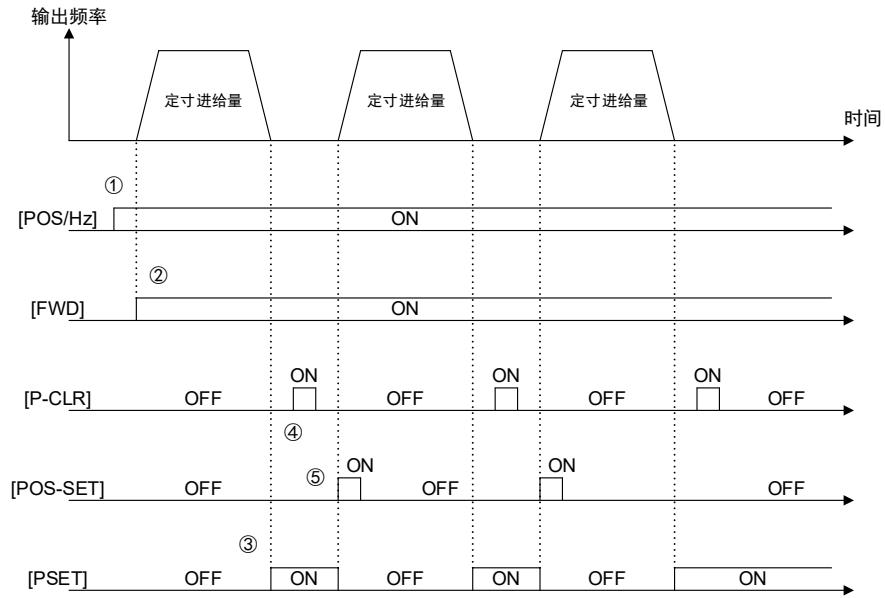 输出频率
定寸进给量 定寸进给量 定寸进给量
时间
①
[POS/Hz] ON
②
[FWD] ON
ON ON ON
[P-CLR] OFF OFF OFF OFF
④
⑤ ON ON
[POS-SET] OFF OFF OFF
③
[PSET] OFF ON OFF ON OFF ON